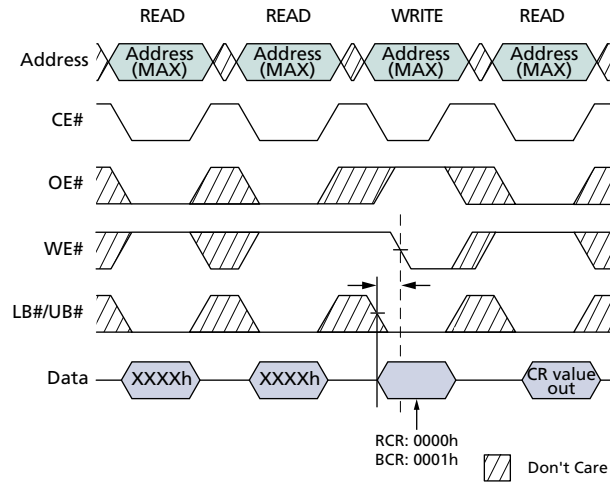 READ READ WRITE READ
Address Address (MAX) Address (MAX) Address (MAX) Address (MAX)
CE#
OE#
WE#
LB#/UB#
Data XXXXh XXXXh CR value out
RCR: 0000h
BCR: 0001h
Don't Care